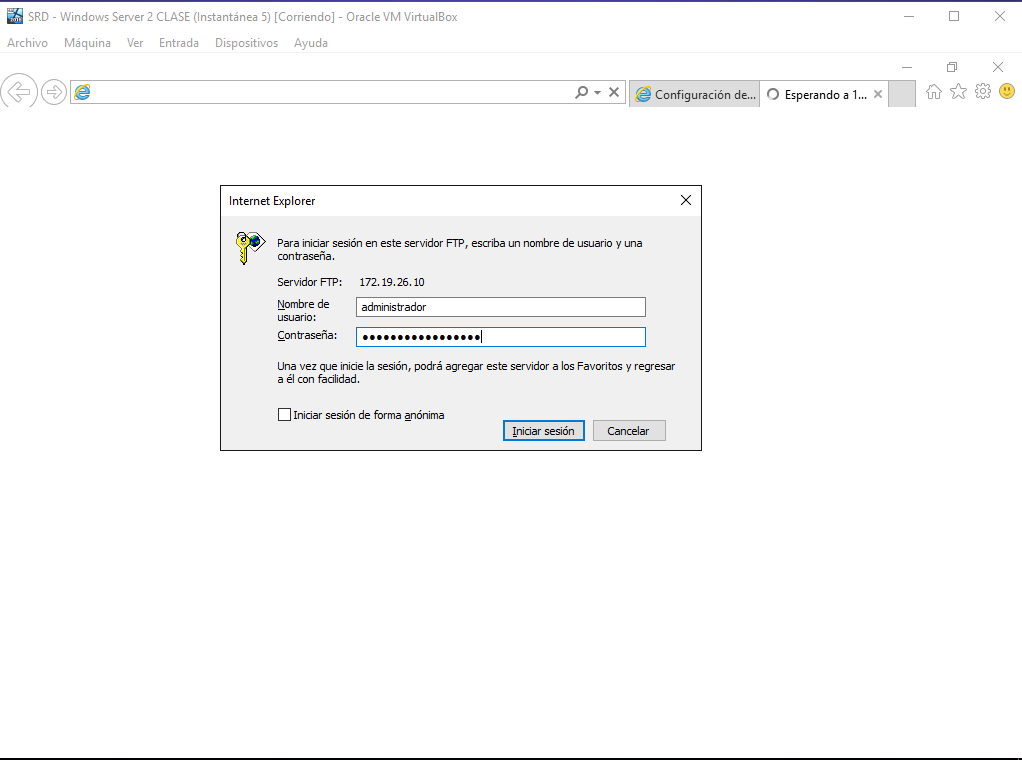 SRD - Windows Server 2 CLASE (Instantánea 5) [Corriendo] - Oracle VM VirtualBox
Archivo Máquina Ver Entrada Dispositivos Ayuda
Configuración de... Esperando a 1...
Internet Explorer
Para iniciar sesión en este servidor FTP, escriba un nombre de usuario y una
contraseña.
Servidor FTP: 172.19.26.10
Nombre de
usuario:
administrador
Contraseña: •••••••••••••••••
Una vez que inicie la sesión, podrá agregar este servidor a los Favoritos y regresar
a él con facilidad.
Iniciar sesión de forma anónima
Iniciar sesión Cancelar